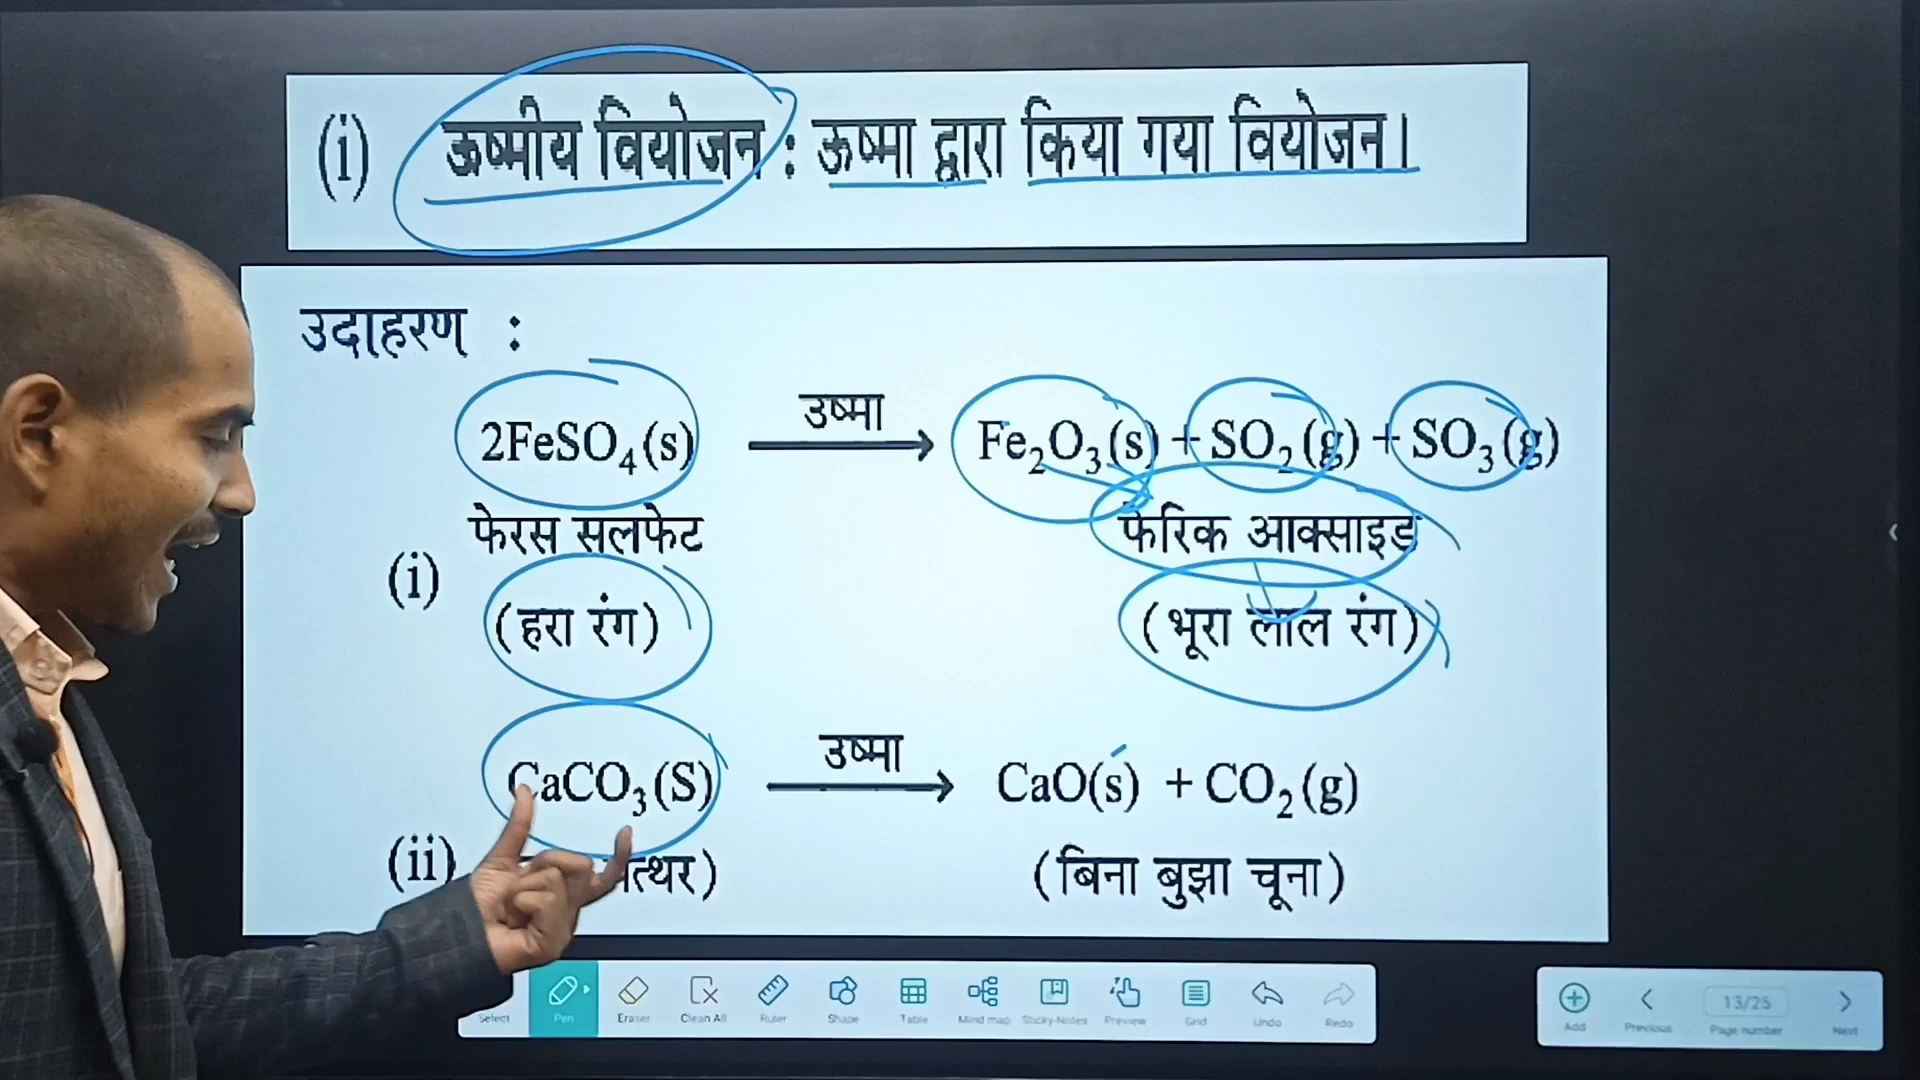 (i) ऊष्मीय वियोजन : ऊष्मा द्वारा किया गया वियोजन।
उदाहरण :
2FeSO₄(s) उष्मा Fe₂O₃(s) + SO₂(g) + SO₃(g)
फेरस सलफेट फेरिक आक्साइड
(i)
(हरा रंग) (भूरा लाल रंग)
CaCO₃(S) उष्मा CaO(s) + CO₂(g)
(ii) त्थर) (बिना बुझा चूना)
Select Pen Eraser Clean All Ruler Shape Table Mind map Sticky-Notes Preview Grid Undo Redo
Add Previous 13/25 Page number Next